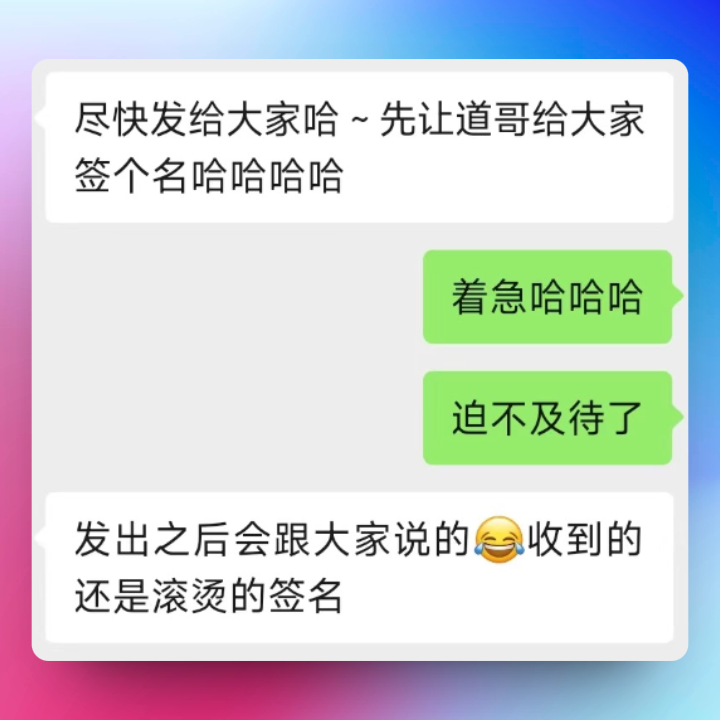 尽快发给大家哈 ~ 先让道哥给大家
签个名哈哈哈哈
着急哈哈哈
迫不及待了
发出之后会跟大家说的😂收到的
还是滚烫的签名